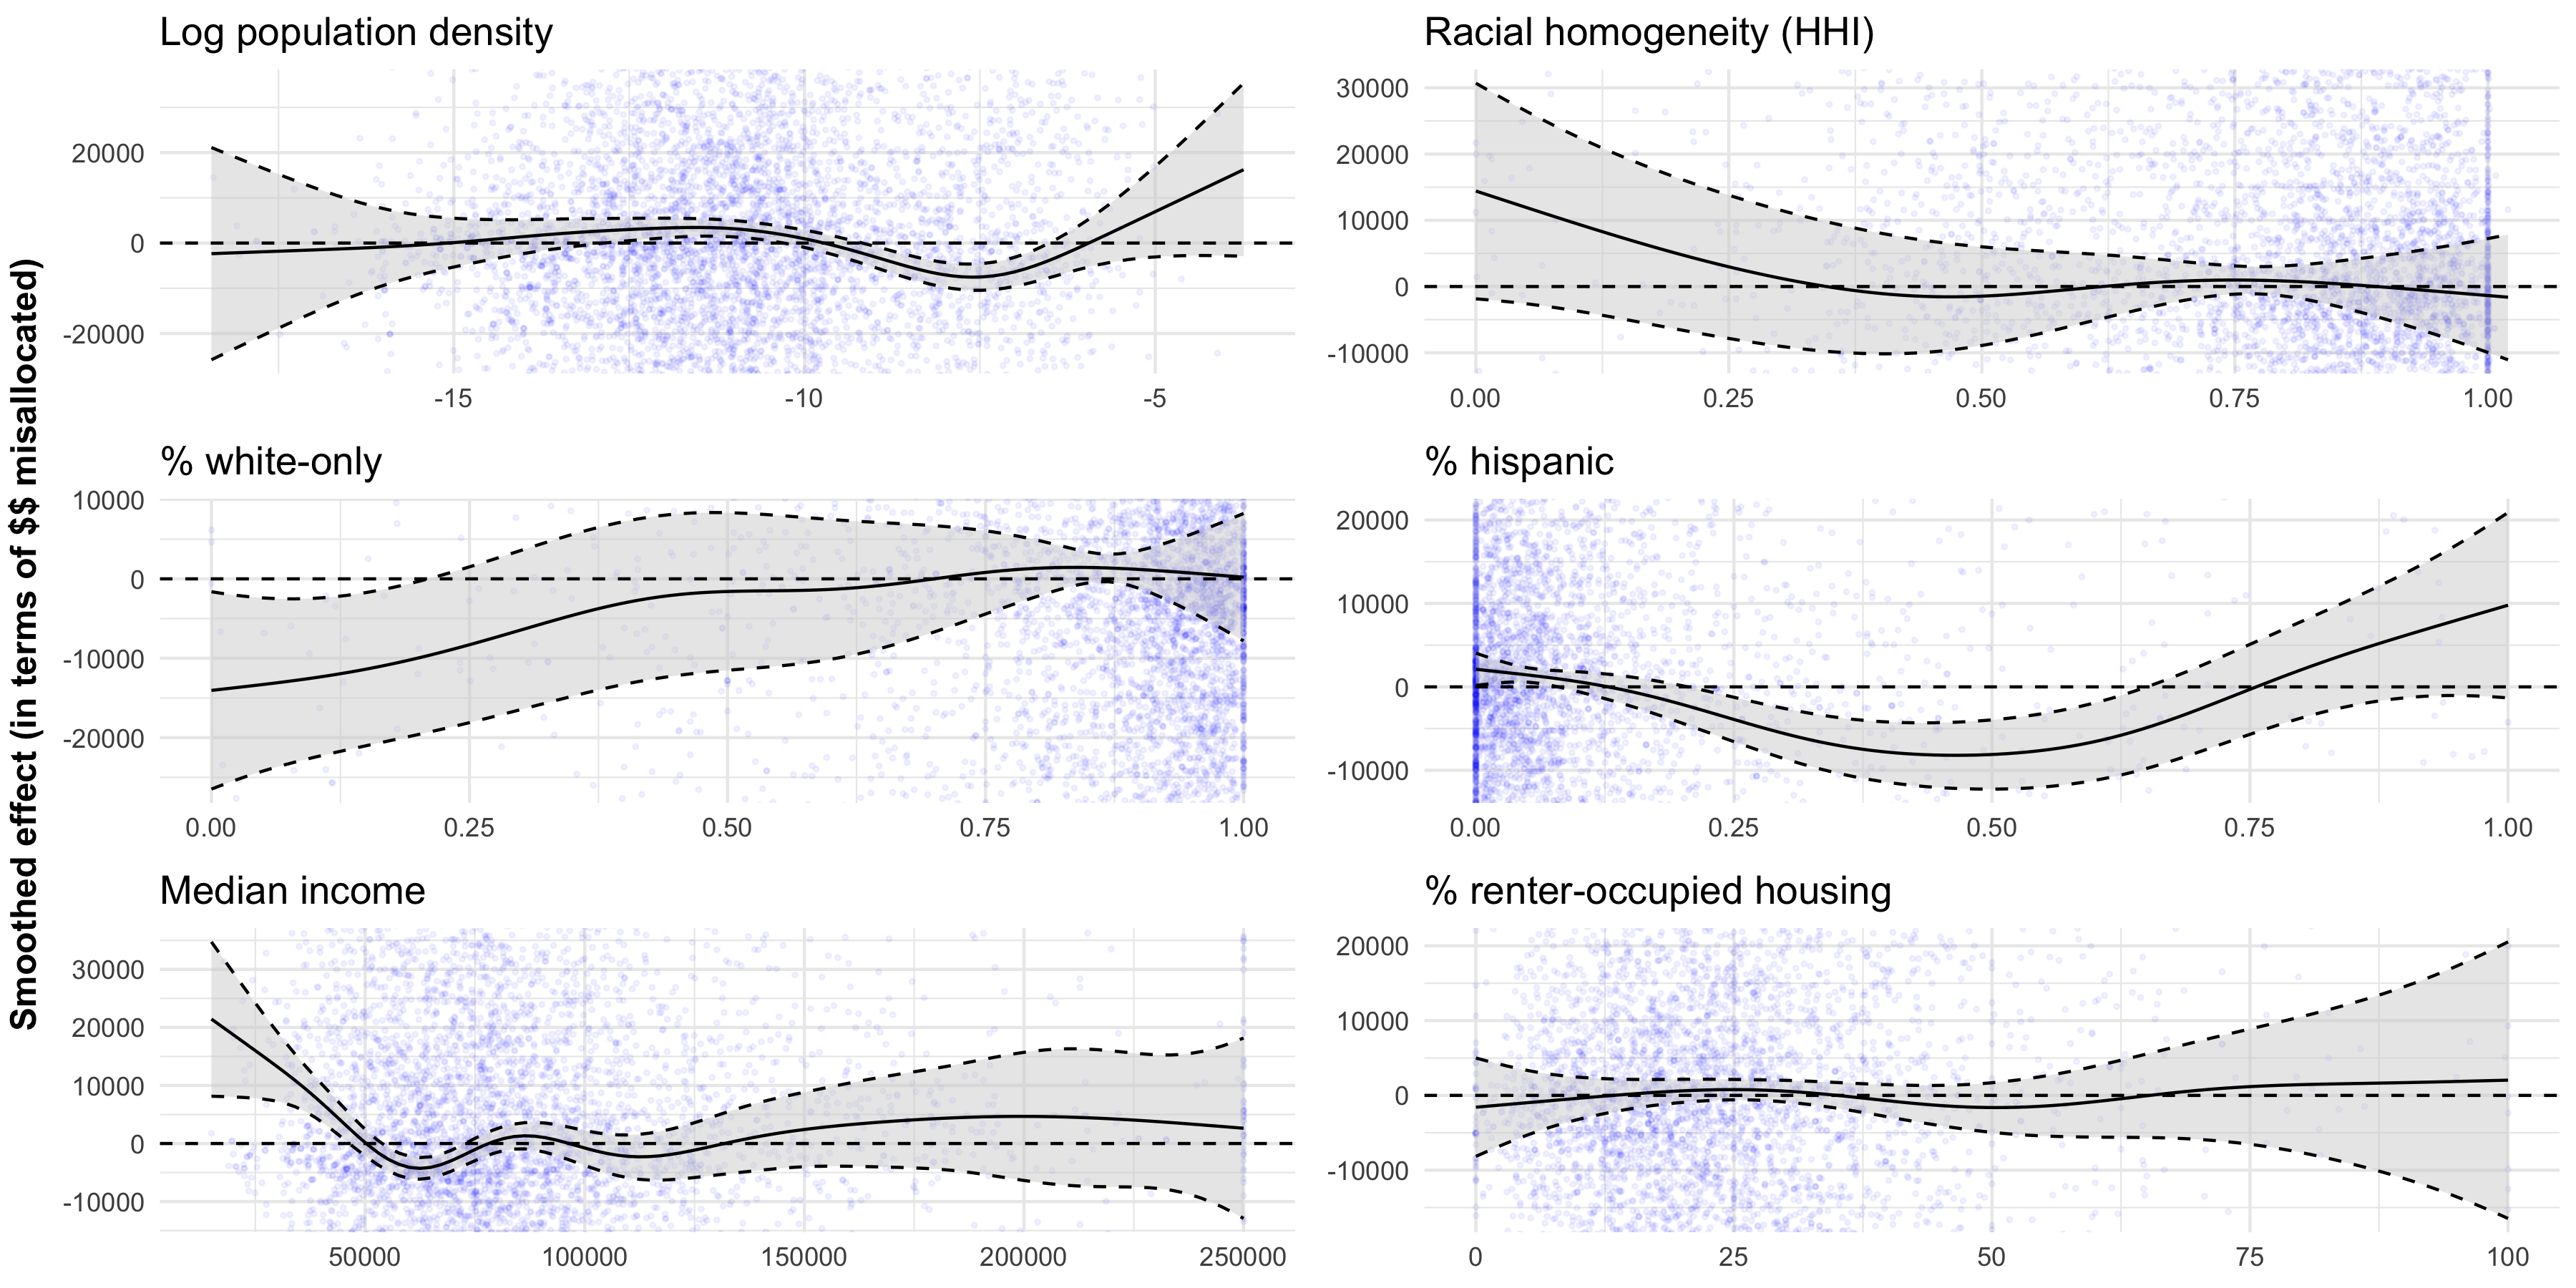 Smoothed effect (in terms of $$ misallocated)
Log population density
20000
0
-20000
-15 -10 -5
Racial homogeneity (HHI)
30000
20000
10000
0
-10000
0.00 0.25 0.50 0.75 1.00
% white-only
10000
0
-10000
-20000
0.00 0.25 0.50 0.75 1.00
% hispanic
20000
10000
0
-10000
0.00 0.25 0.50 0.75 1.00
Median income
30000
20000
10000
0
-10000
50000 100000 150000 200000 250000
% renter-occupied housing
20000
10000
0
-10000
0 25 50 75 100